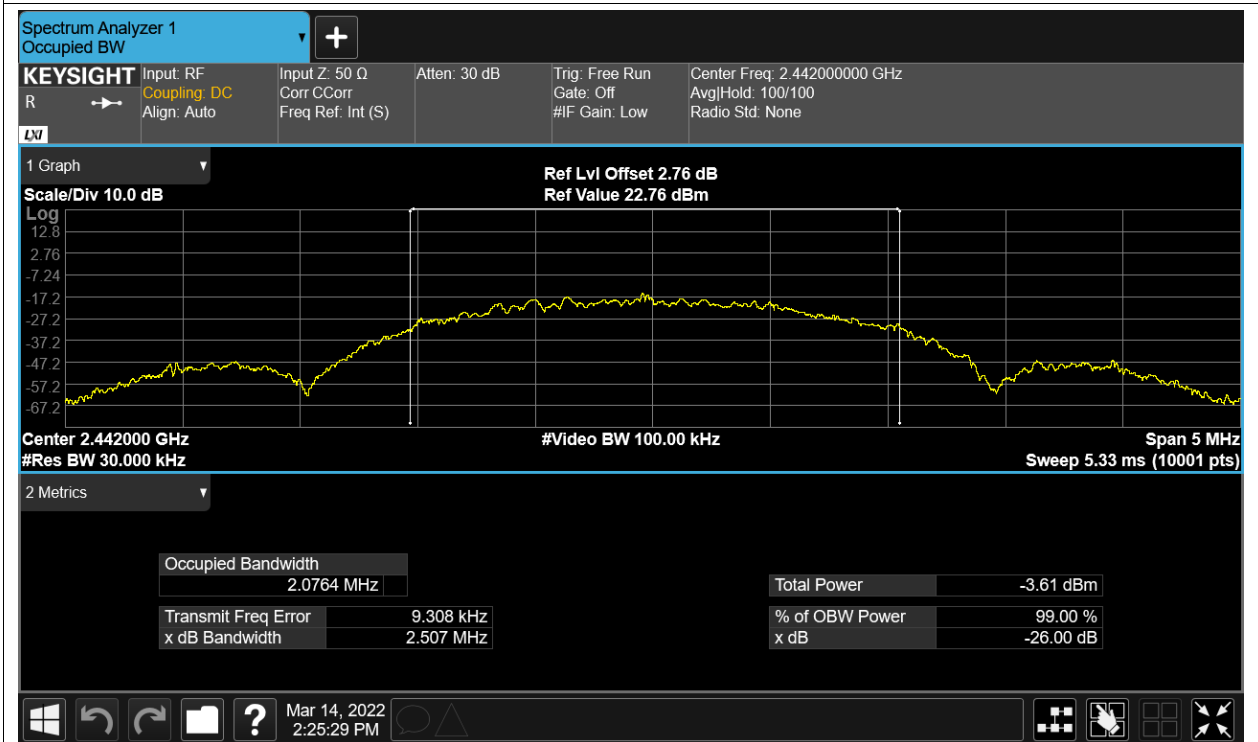 Spectrum Analyzer 1
Occupied BW
KEYSIGHT Input: RF Input Z: 50 Ω Atten: 30 dB Trig: Free Run Center Freq: 2.442000000 GHz
R Coupling: DC Corr CCorr Gate: Off Avg|Hold: 100/100
Align: Auto Freq Ref: Int (S) #IF Gain: Low Radio Std: None
LXI
1 Graph
Ref Lvl Offset 2.76 dB
Scale/Div 10.0 dB Ref Value 22.76 dBm
Log
12.8
2.76
-7.24
-17.2
-27.2
-37.2
-47.2
-57.2
-67.2
Center 2.442000 GHz #Video BW 100.00 kHz Span 5 MHz
#Res BW 30.000 kHz Sweep 5.33 ms (10001 pts)
2 Metrics
Occupied Bandwidth
2.0764 MHz Total Power -3.61 dBm
Transmit Freq Error 9.308 kHz % of OBW Power 99.00 %
x dB Bandwidth 2.507 MHz x dB -26.00 dB
? Mar 14, 2022
2:25:29 PM